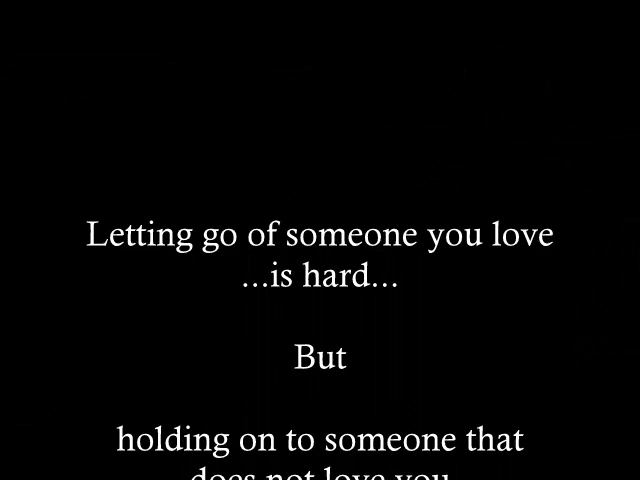 Letting go of someone you love
...is hard...
But
holding on to someone that
does not love you